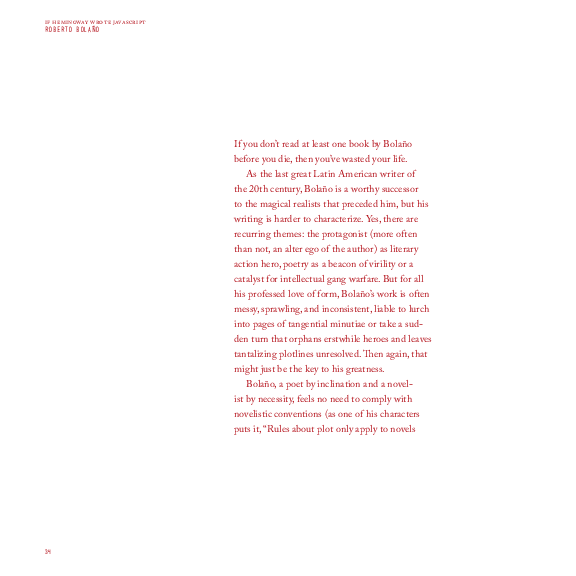 IF HEMINGWAY WROTE JAVASCRIPT
ROBERTO BOLAÑO
If you don't read at least one book by Bolaño
before you die, then you've wasted your life.
As the last great Latin American writer of
the 20th century, Bolaño is a worthy successor
to the magical realists that preceded him, but his
writing is harder to characterize. Yes, there are
recurring themes: the protagonist (more often
than not, an alter ego of the author) as literary
action hero, poetry as a beacon of virility or a
catalyst for intellectual gang warfare. But for all
his professed love of form, Bolaño's work is often
messy, sprawling, and inconsistent, liable to lurch
into pages of tangential minutiae or take a sud-
den turn that orphans erstwhile heroes and leaves
tantalizing plotlines unresolved. Then again, that
might just be the key to his greatness.
Bolaño, a poet by inclination and a novel-
ist by necessity, feels no need to comply with
novelistic conventions (as one of his characters
puts it, "Rules about plot only apply to novels
34